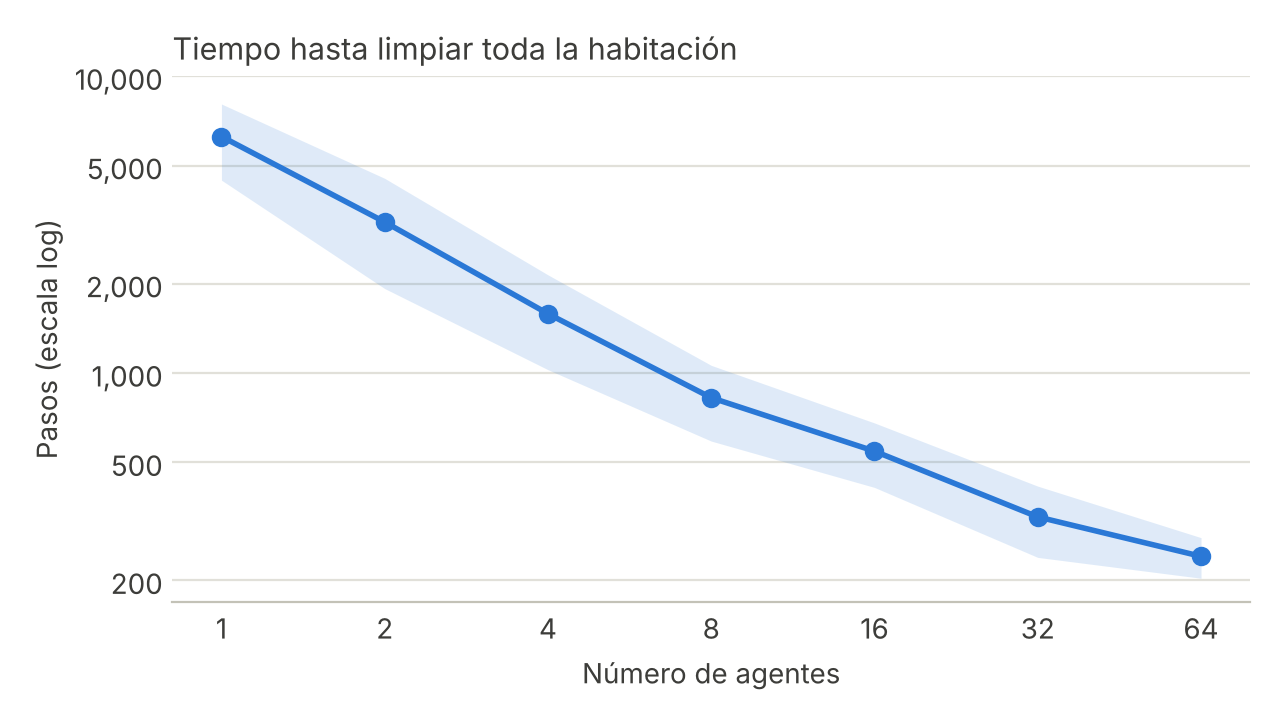 Tiempo hasta limpiar toda la habitación
10,000
5,000
2,000
1,000
500
200
Pasos (escala log)
1 2 4 8 16 32 64
Número de agentes